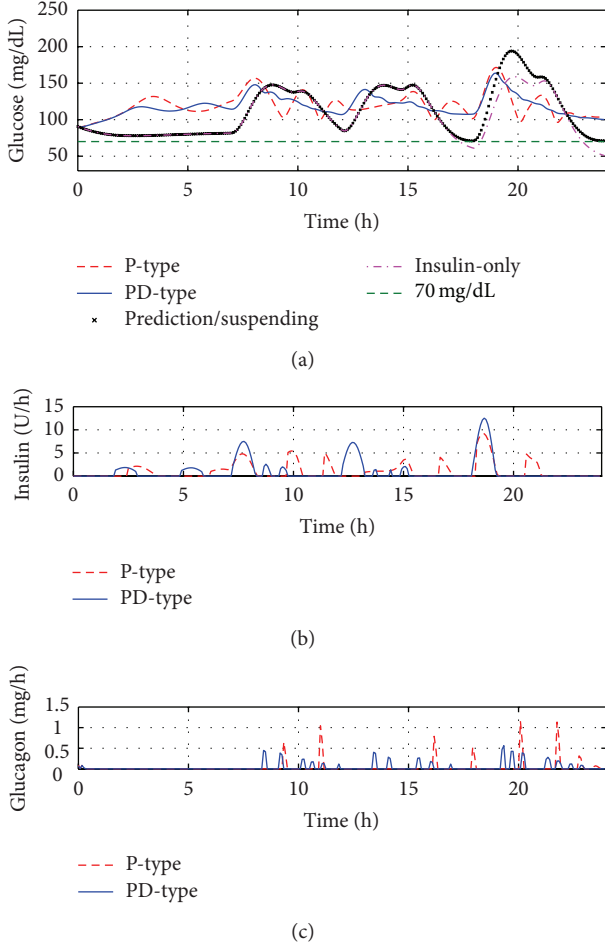 250
200
150
100
50
Glucose (mg/dL)
0 5 10 15 20
Time (h)
P-type
PD-type
Prediction/suspending
Insulin-only
70 mg/dL
(a)
15
10
5
0
Insulin (U/h)
0 5 10 15 20
Time (h)
P-type
PD-type
(b)
1.5
1
0.5
0
Glucagon (mg/h)
0 5 10 15 20
Time (h)
P-type
PD-type
(c)